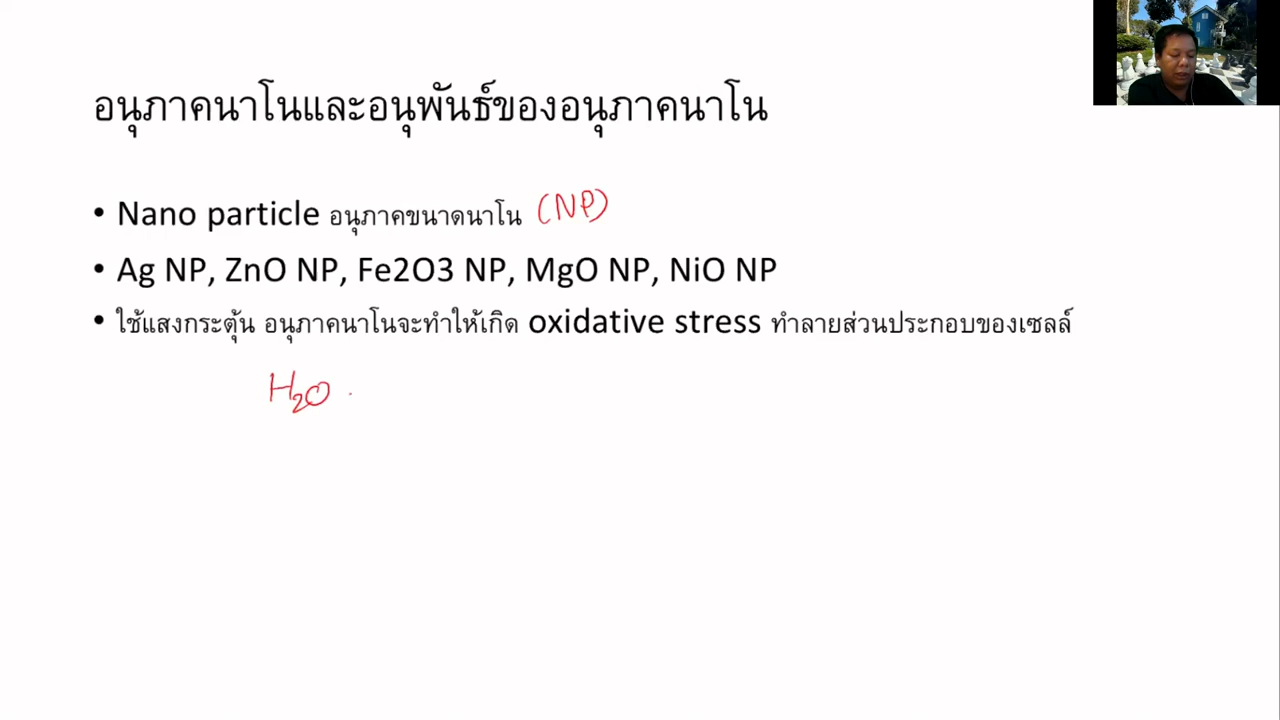 อนุภาคนาโนและอนุพันธ์ของอนุภาคนาโน
• Nano particle อนุภาคขนาดนาโน (NP)
• Ag NP, ZnO NP, Fe2O3 NP, MgO NP, NiO NP
• ใช้แสงกระตุ้น อนุภาคนาโนจะทำให้เกิด oxidative stress ทำลายส่วนประกอบของเซลล์
H2O